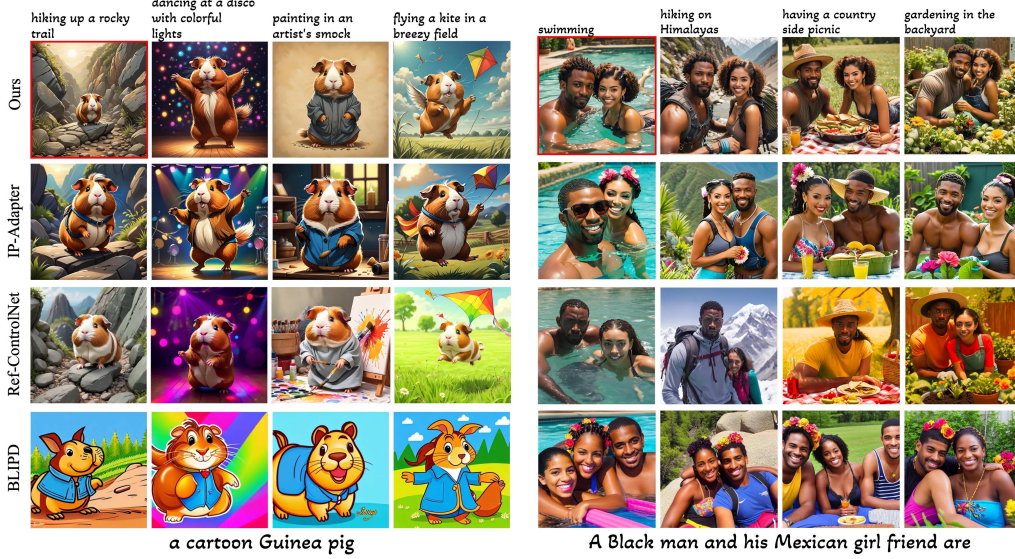 dancing at a disco
hiking up a rocky
trail
with colorful
lights
painting in an
artist's smock
flying a kite in a
breezy field
swimming
hiking on
Himalayas
having a country
side picnic
gardening in the
backyard
Ours
IP-Adapter
Ref-ControlNet
BLIPD
a cartoon Guinea pig
A Black man and his Mexican girl friend are